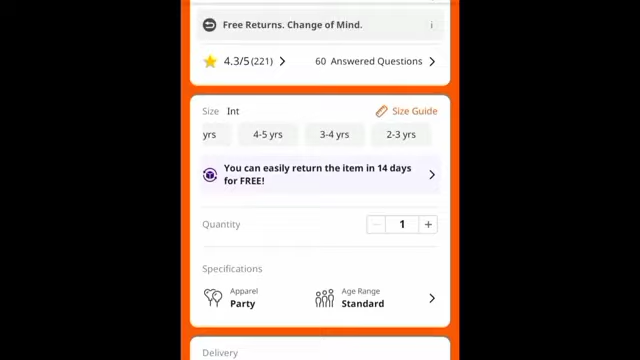 Free Returns. Change of Mind. i
4.3/5 (221) 60 Answered Questions
Size Int Size Guide
yrs 4-5 yrs 3-4 yrs 2-3 yrs
You can easily return the item in 14 days
for FREE!
Quantity 1 +
Specifications
Apparel Age Range
Party Standard
Delivery